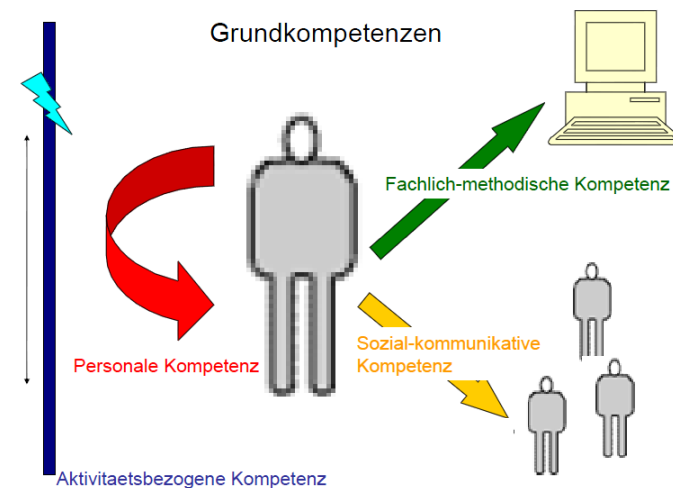 Grundkompetenzen
Fachlich-methodische Kompetenz
Sozial-kommunikative
Kompetenz
Personale Kompetenz
Aktivitaetsbezogene Kompetenz